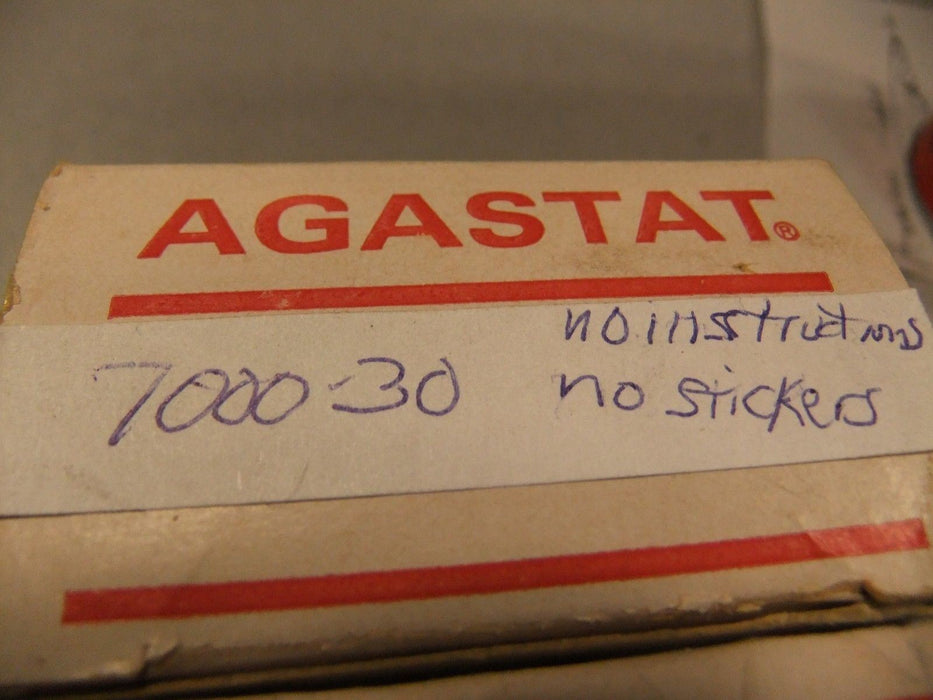 AGASTAT®
no instructions
7000-30
no stickers